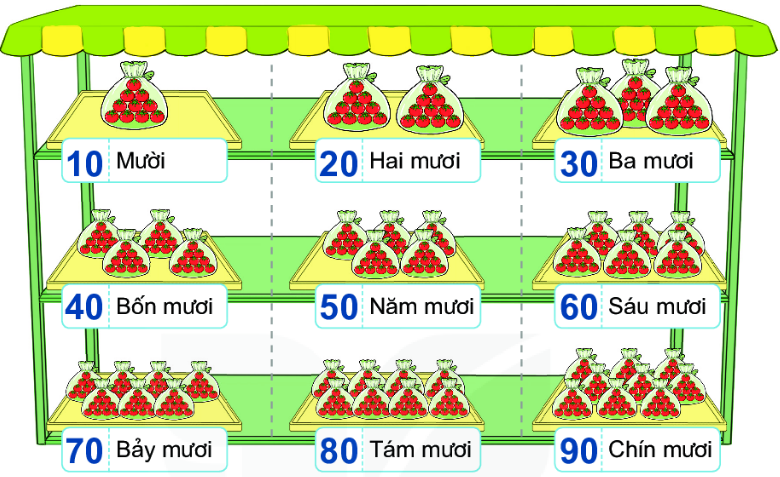 10 Mười
20 Hai mươi
30 Ba mươi
40 Bốn mươi
50 Năm mươi
60 Sáu mươi
70 Bảy mươi
80 Tám mươi
90 Chín mươi